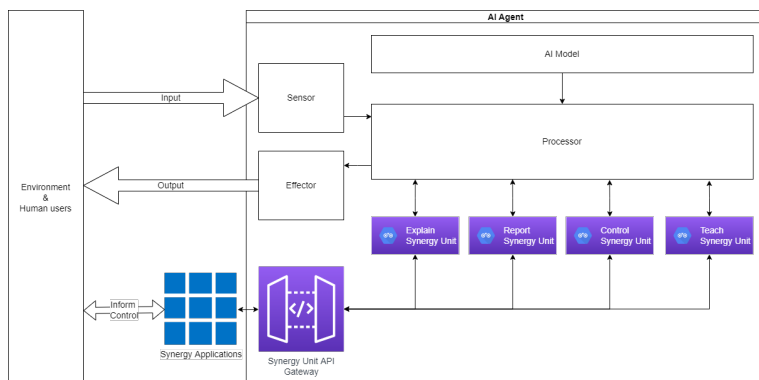 AI Agent
AI Model
Input
Sensor
Processor
Output
Effector
Environment
&
Human users
Explain
Synergy Unit
Report
Synergy Unit
Control
Synergy Unit
Teach
Synergy Unit
Inform
Control
Synergy Applications
Synergy Unit API
Gateway